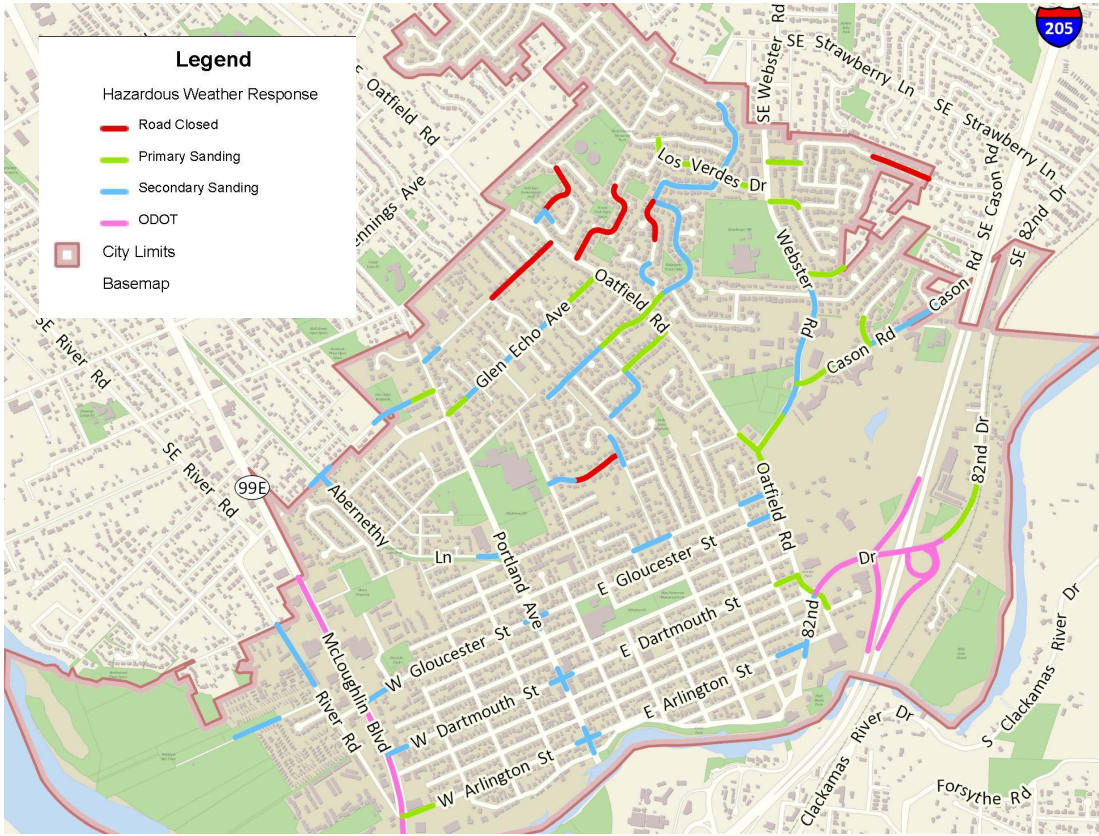 Legend
Hazardous Weather Response
Road Closed
Primary Sanding
Secondary Sanding
ODOT
City Limits
Basemap
205
SE Webster Rd
SE Strawberry Ln
SE Strawberry Ln
Oatfield Rd
SE Cason Rd
SE 82nd Dr
Los Verdes Dr
Webster Rd
Cason Rd
Oatfield Rd
Glen Echo Ave
Cason Rd
SE River Rd
SE River Rd
99E
Abernethy Ln
Portland Ave
Oatfield Rd
82nd Dr
E Gloucester St
Dr
82nd
E Dartmouth St
W Gloucester St
McLoughlin Blvd
River Rd
W Dartmouth St
E Arlington St
W Arlington St
Clackamas River Dr
S Clackamas River Dr
Forsythe Rd